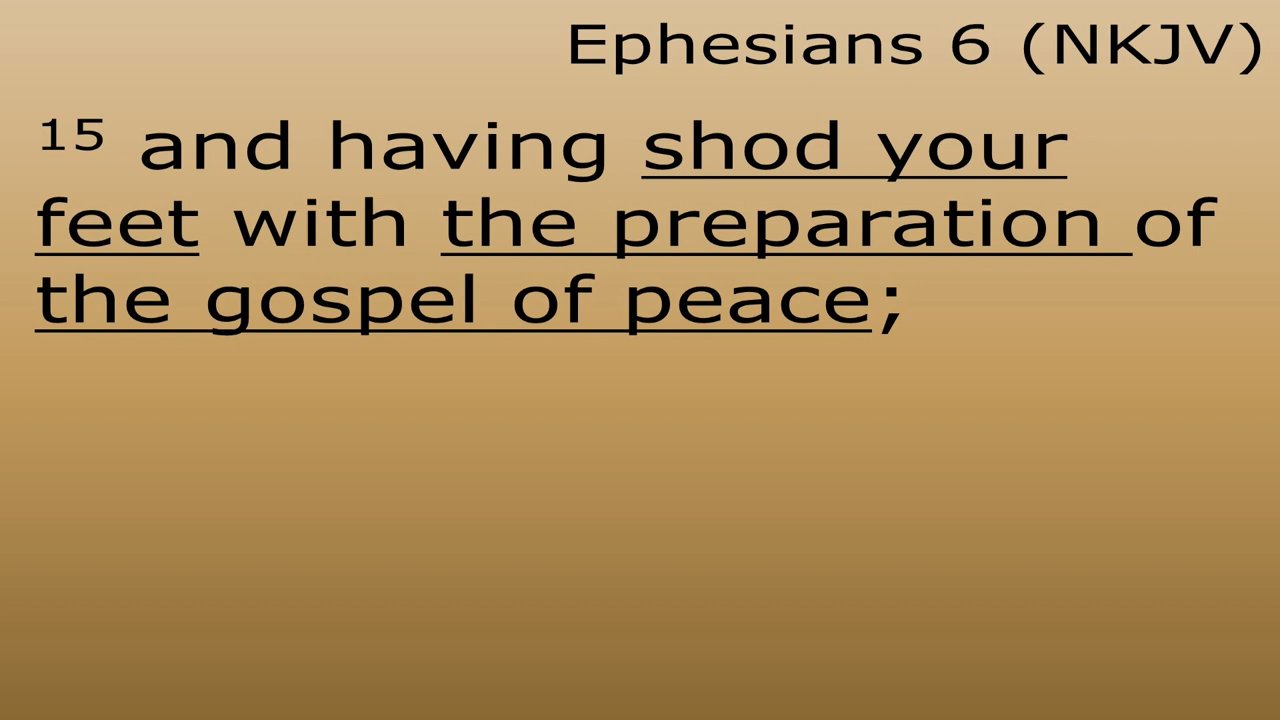 Ephesians 6 (NKJV)
15 and having shod your
feet with the preparation of
the gospel of peace;